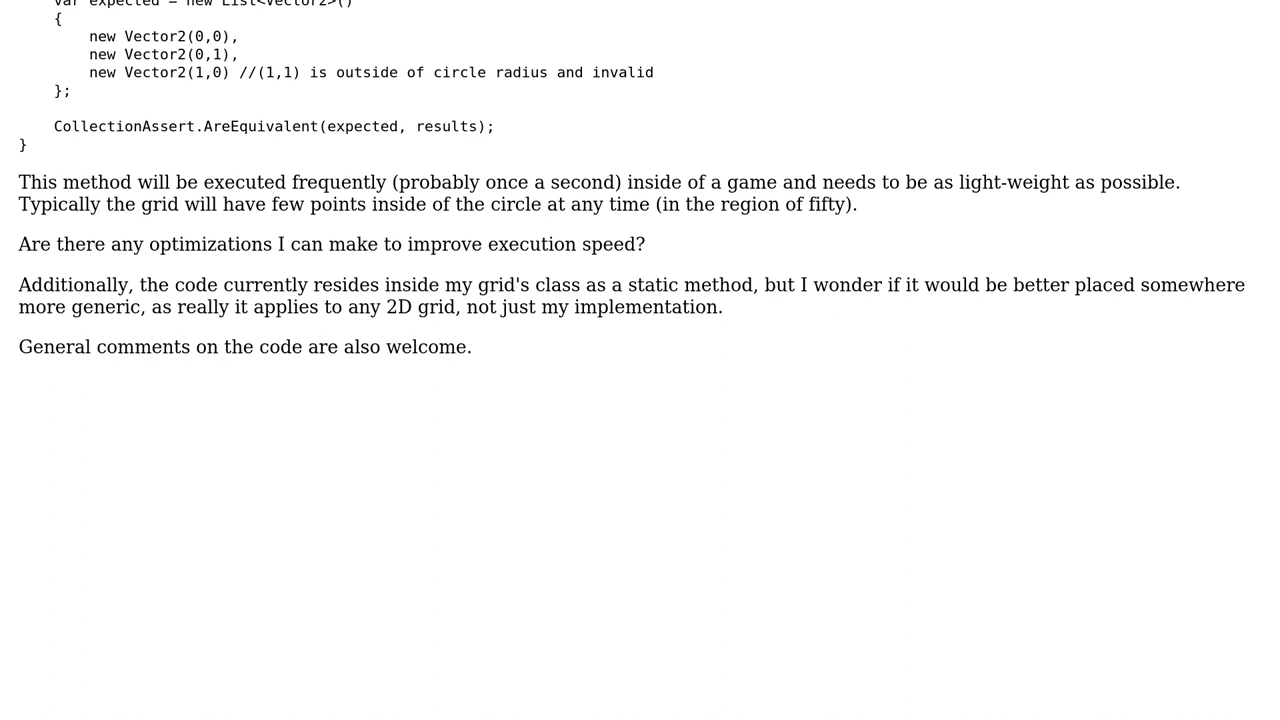 var expected = new List<Vector2>()
{
new Vector2(0,0),
new Vector2(0,1),
new Vector2(1,0) //(1,1) is outside of circle radius and invalid
};
CollectionAssert.AreEquivalent(expected, results);
}
This method will be executed frequently (probably once a second) inside of a game and needs to be as light-weight as possible.
Typically the grid will have few points inside of the circle at any time (in the region of fifty).
Are there any optimizations I can make to improve execution speed?
Additionally, the code currently resides inside my grid's class as a static method, but I wonder if it would be better placed somewhere
more generic, as really it applies to any 2D grid, not just my implementation.
General comments on the code are also welcome.